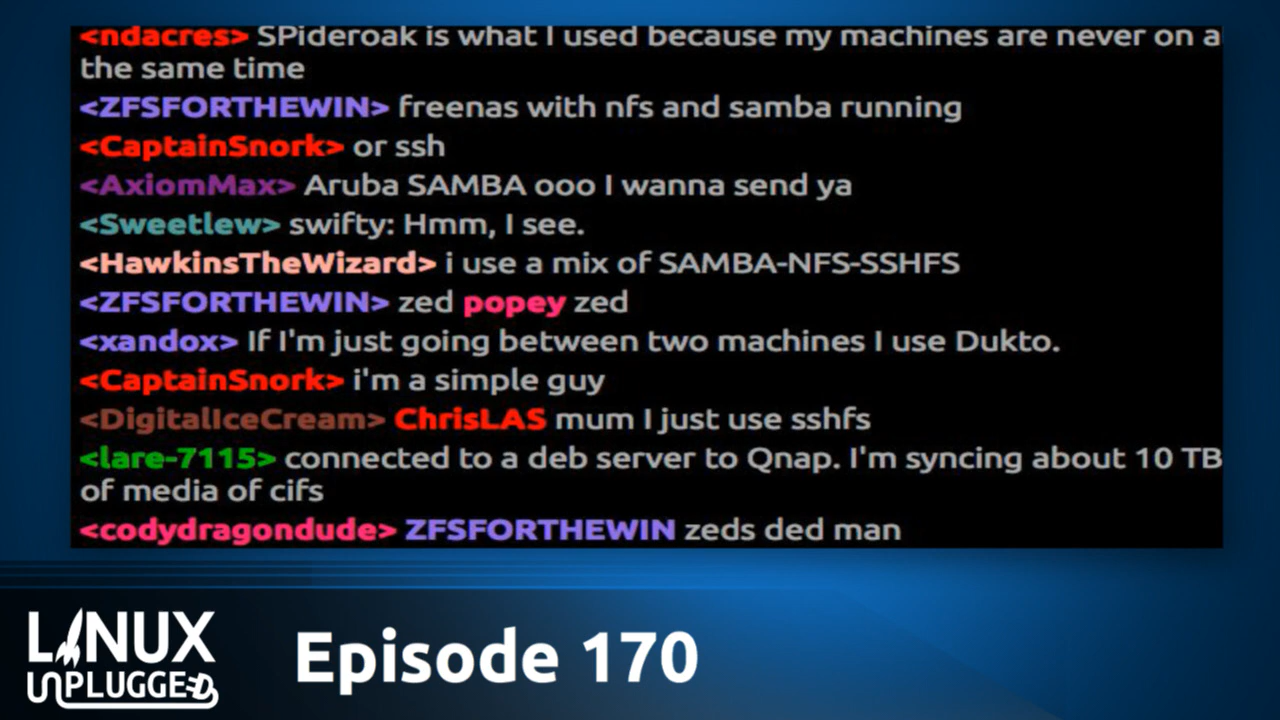 <ndacres> SPideroak is what I used because my machines are never on a
the same time
<ZFSFORTHEWIN> freenas with nfs and samba running
<CaptainSnork> or ssh
<AxiomMax> Aruba SAMBA ooo I wanna send ya
<Sweetlew> swifty: Hmm, I see.
<HawkinsTheWizard> i use a mix of SAMBA-NFS-SSHFS
<ZFSFORTHEWIN> zed popey zed
<xandox> If I'm just going between two machines I use Dukto.
<CaptainSnork> i'm a simple guy
<DigitalIceCream> ChrisLAS mum I just use sshfs
<lare-7115> connected to a deb server to Qnap. I'm syncing about 10 TB
of media of cifs
<codydragondude> ZFSFORTHEWIN zeds ded man
LINUX
UNPLUGGED
Episode 170